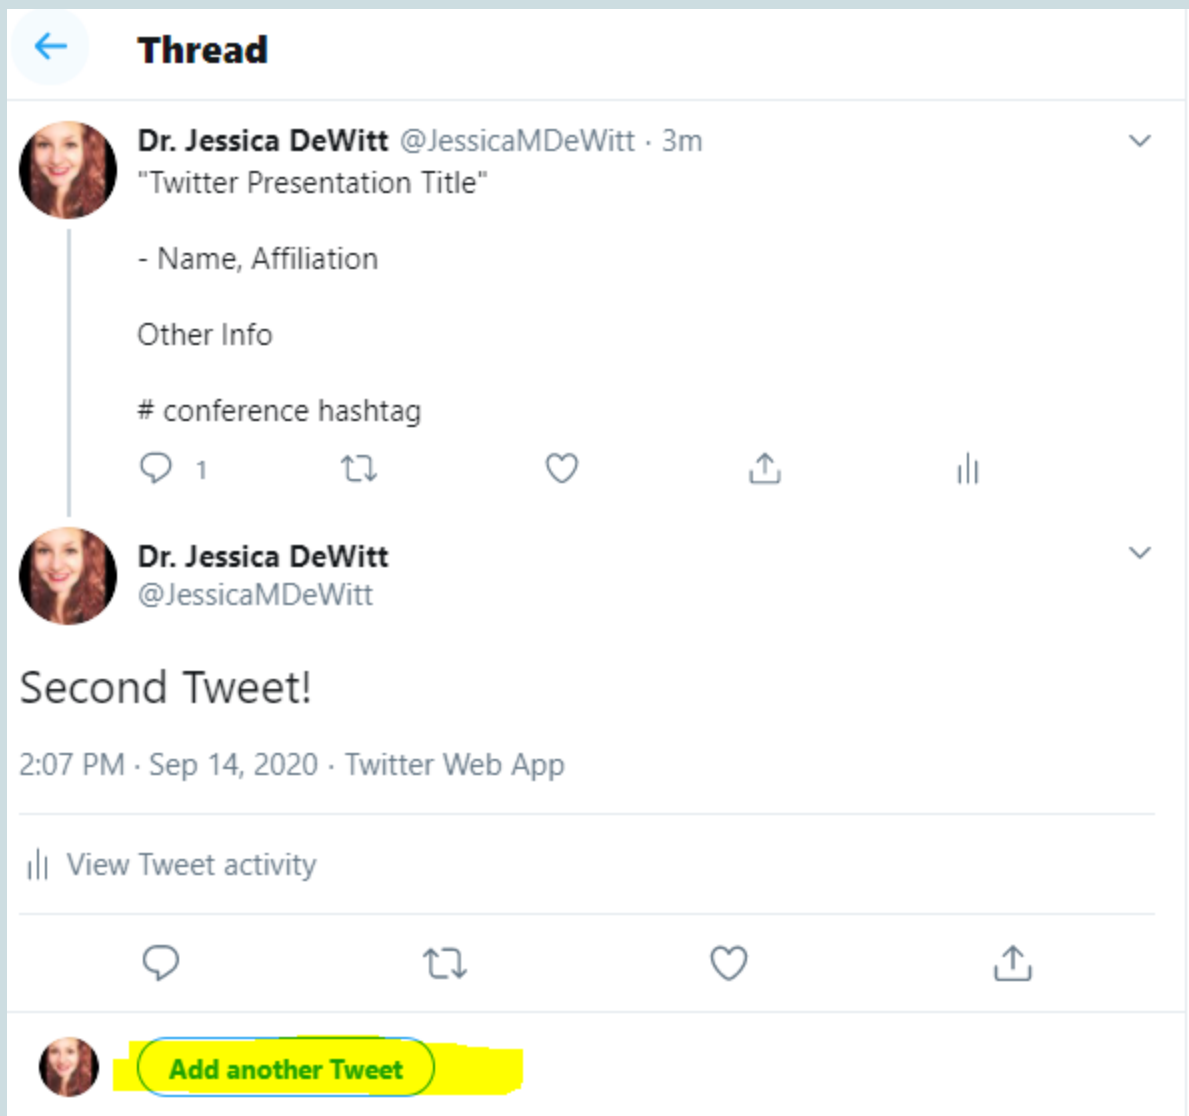 Thread
Dr. Jessica DeWitt @JessicaMDeWitt · 3m
"Twitter Presentation Title"
- Name, Affiliation
Other Info
# conference hashtag
1
Dr. Jessica DeWitt
@JessicaMDeWitt
Second Tweet!
2:07 PM · Sep 14, 2020 · Twitter Web App
View Tweet activity
Add another Tweet